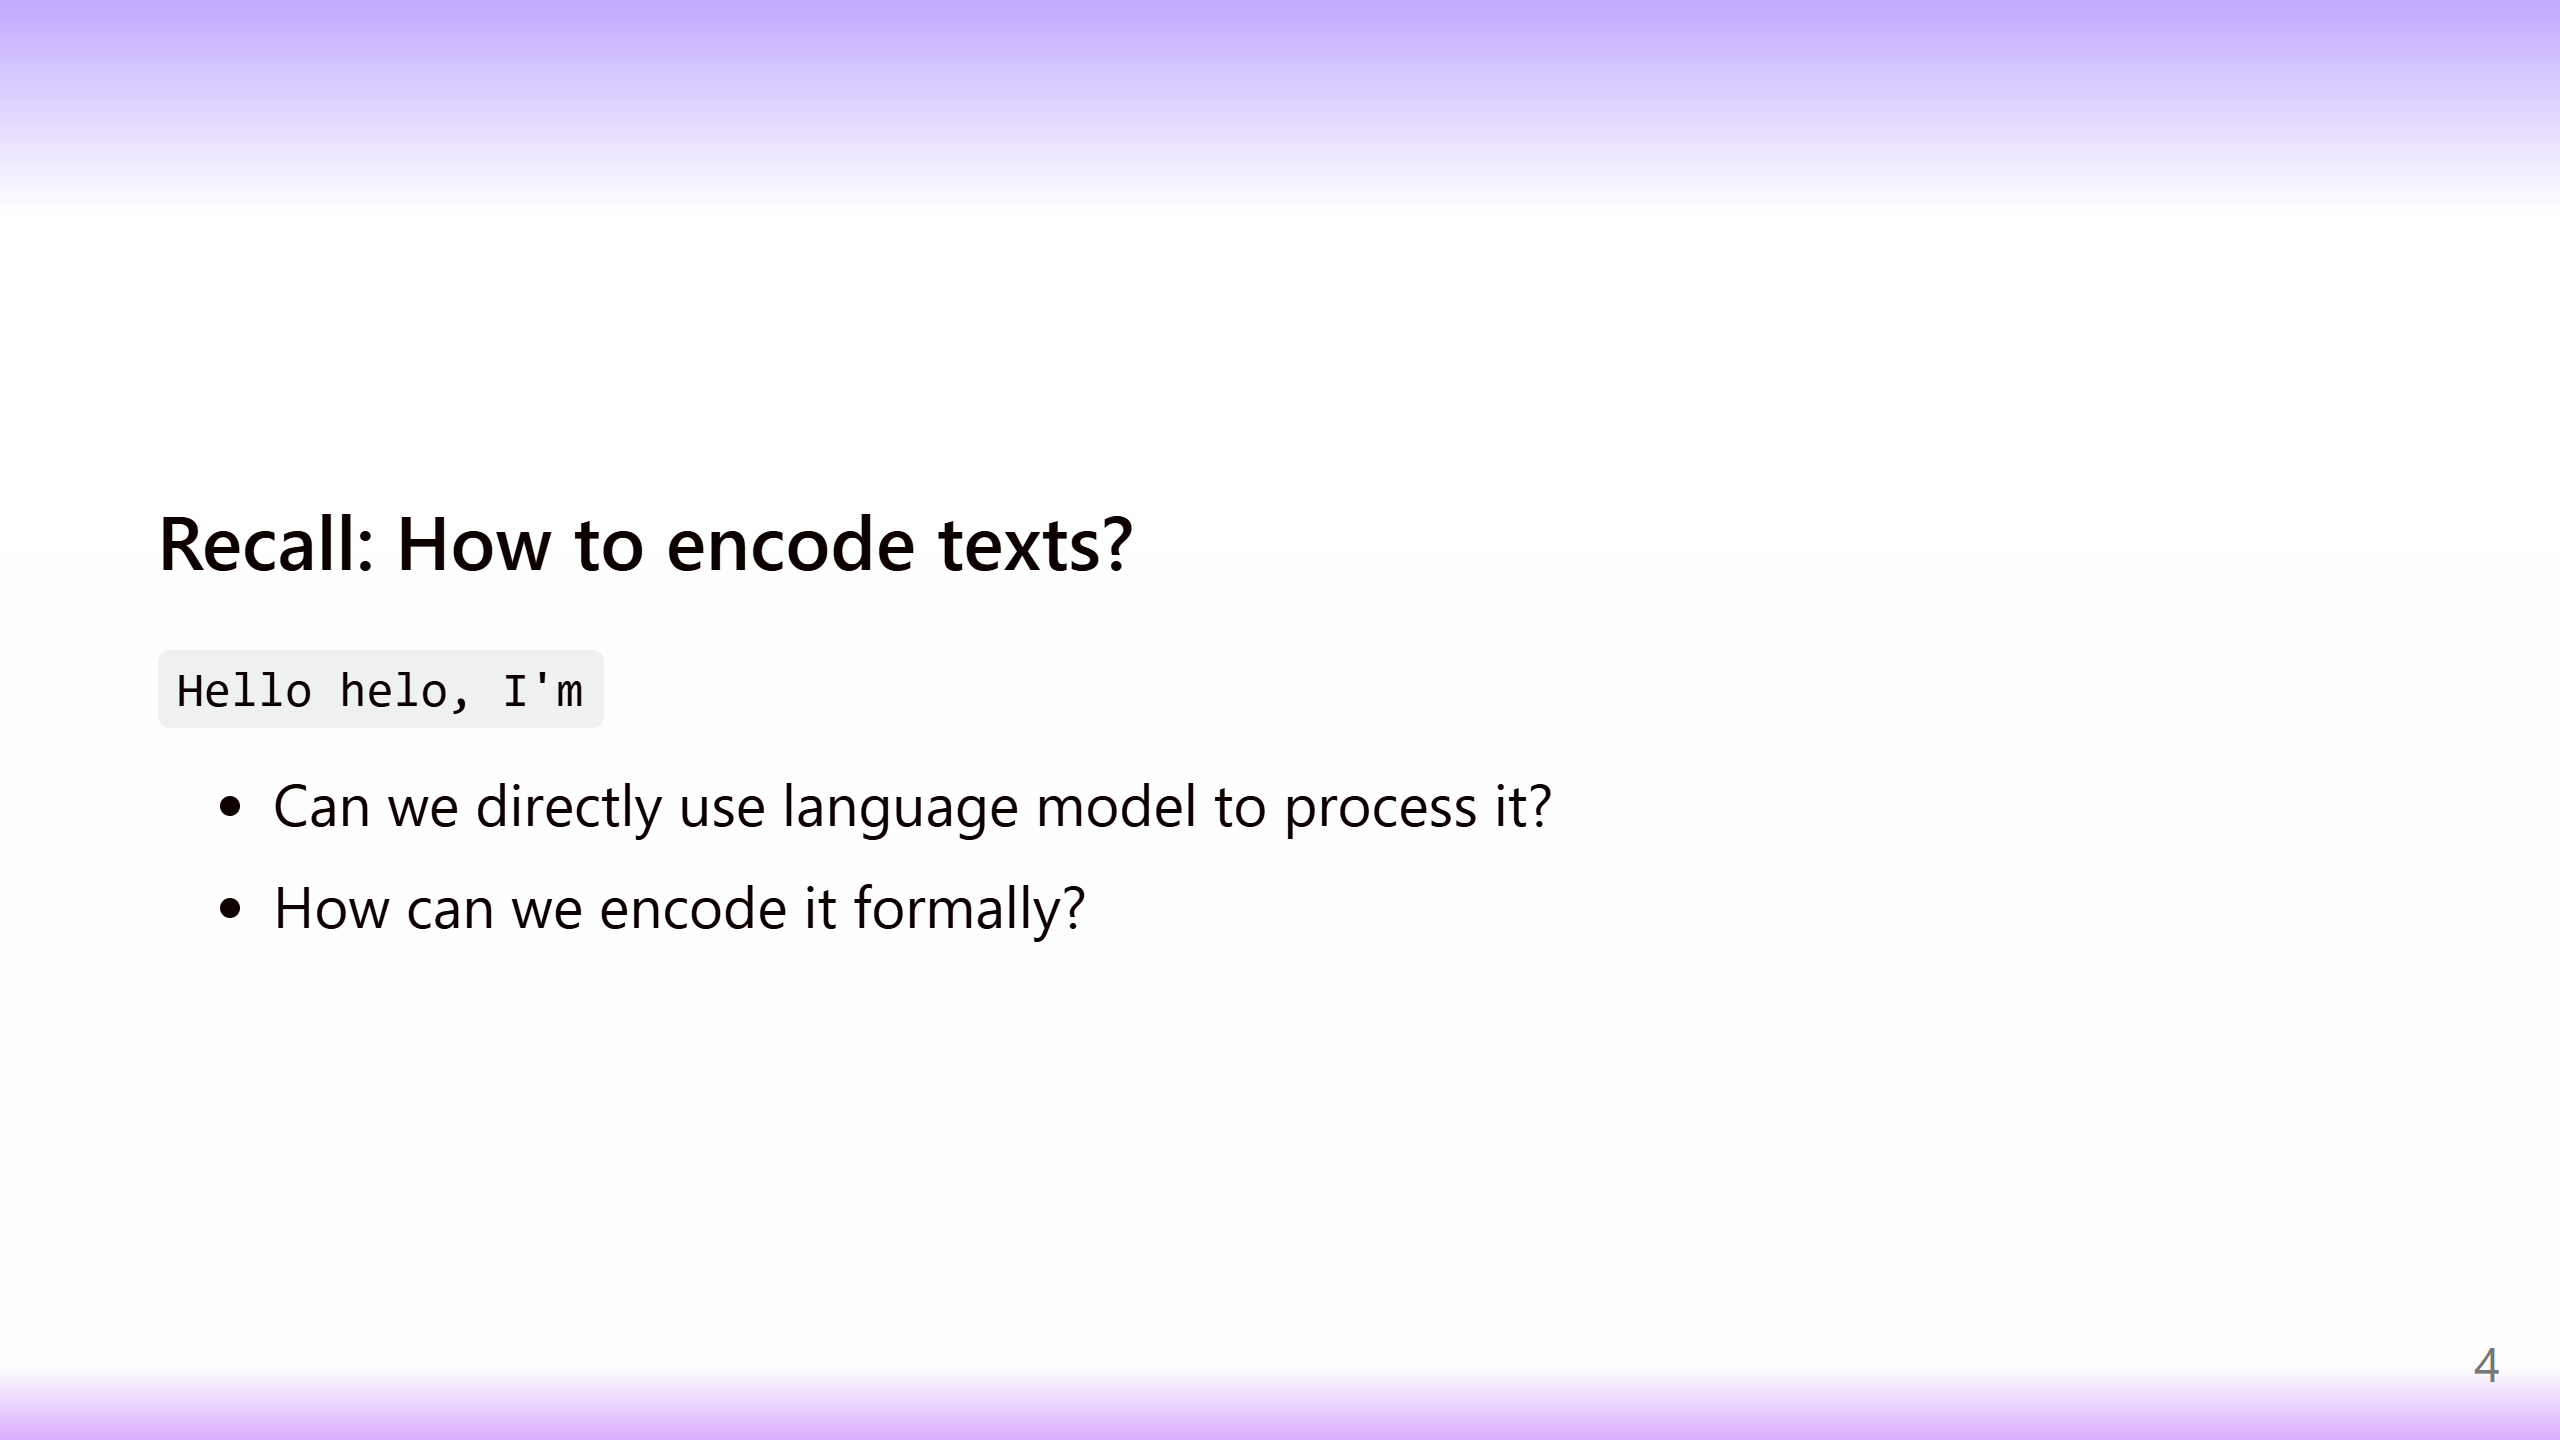 Recall: How to encode texts?
Hello helo, I'm
• Can we directly use language model to process it?
• How can we encode it formally?
4